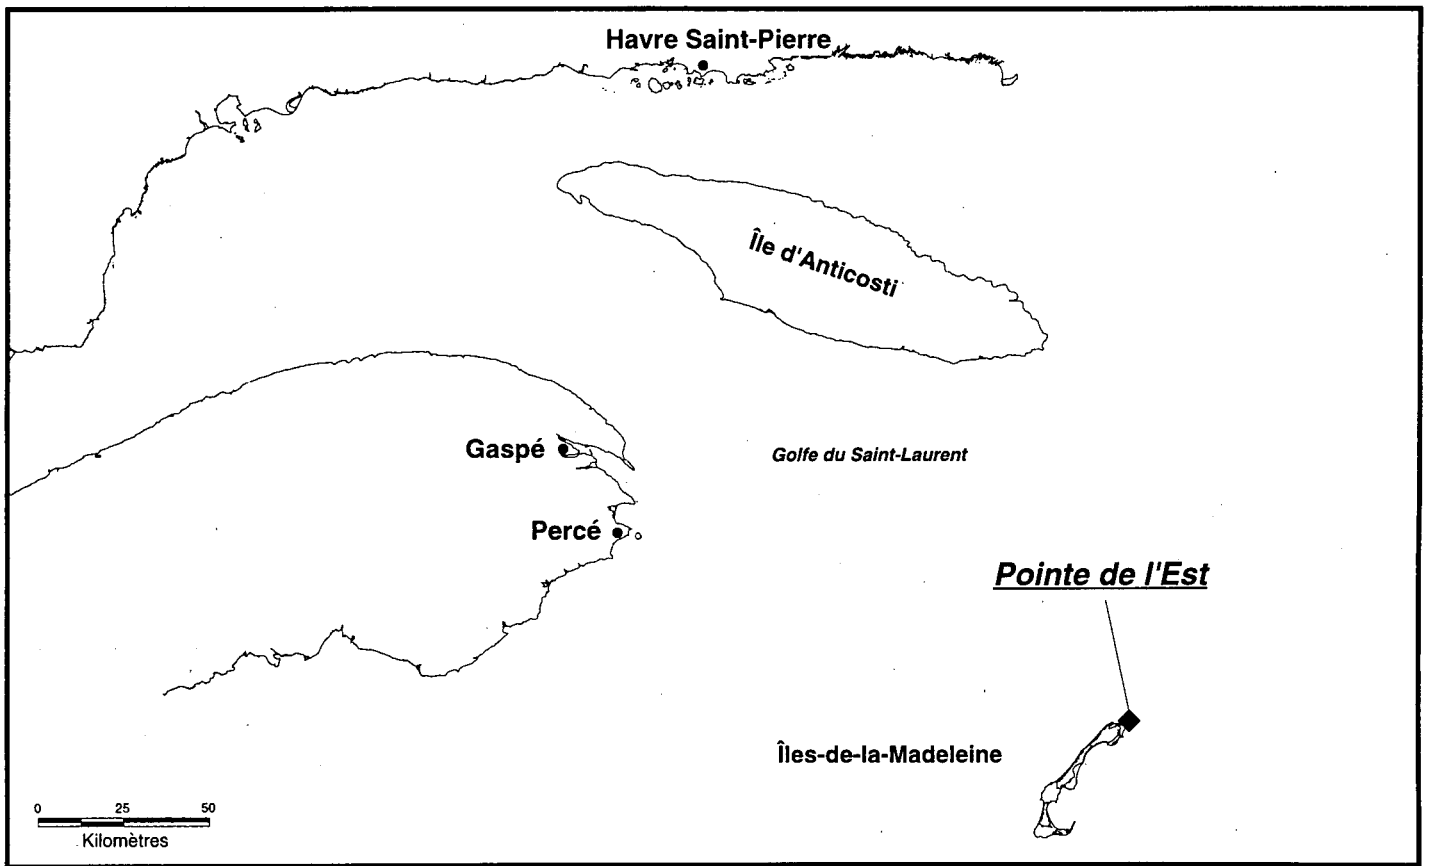 Havre Saint-Pierre
Île d'Anticosti
Gaspé
Golfe du Saint-Laurent
Percé
Pointe de l'Est
Îles-de-la-Madeleine
0 25 50
Kilomètres